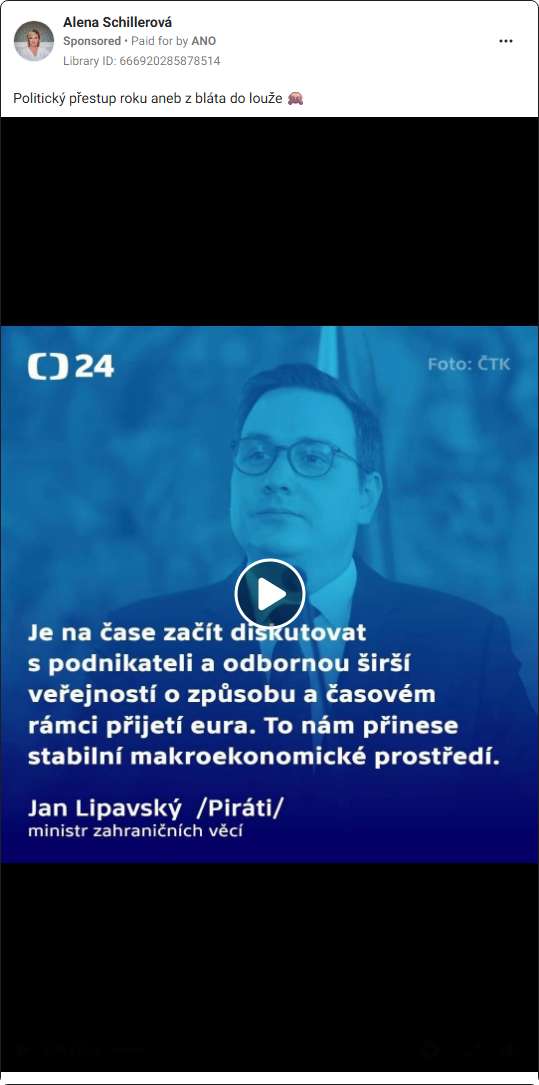 Alena Schillerová
Sponsored • Paid for by ANO
Library ID: 666920285878514
Politický přestup roku aneb z bláta do louže 🙈
24
Foto: ČTK
Je na čase začít diskutovat
s podnikateli a odbornou širší
veřejností o způsobu a časovém
rámci přijetí eura. To nám přinese
stabilní makroekonomické prostředí.
Jan Lipavský /Piráti/
ministr zahraničních věcí